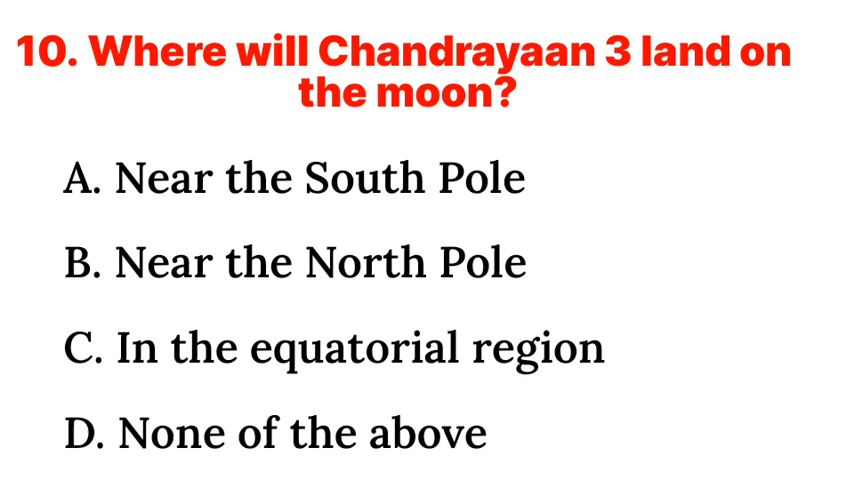 10. Where will Chandrayaan 3 land on
the moon?
A. Near the South Pole
B. Near the North Pole
C. In the equatorial region
D. None of the above